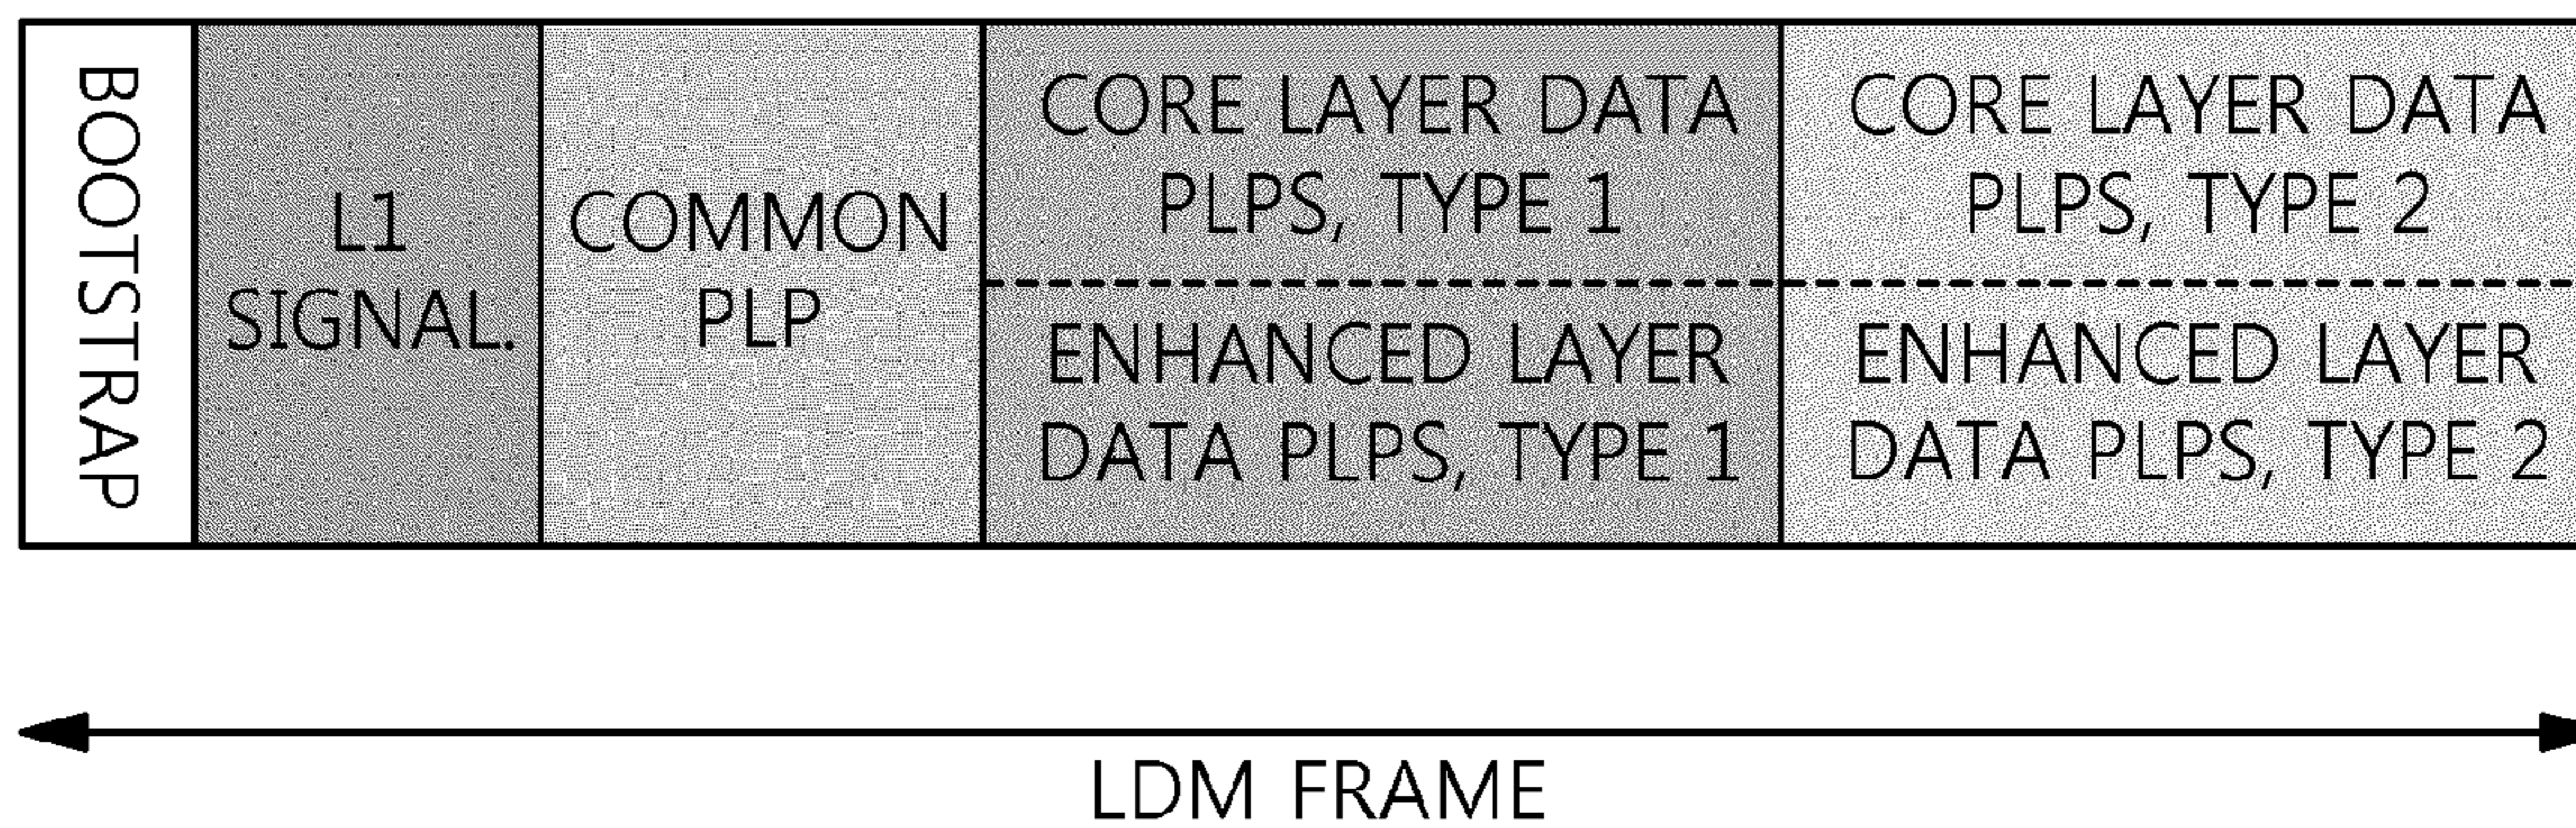 BOOTSTRAP
L1
SIGNAL.
COMMON
PLP
CORE LAYER DATA
PLPS, TYPE 1
ENHANCED LAYER
DATA PLPS, TYPE 1
CORE LAYER DATA
PLPS, TYPE 2
ENHANCED LAYER
DATA PLPS, TYPE 2
LDM FRAME